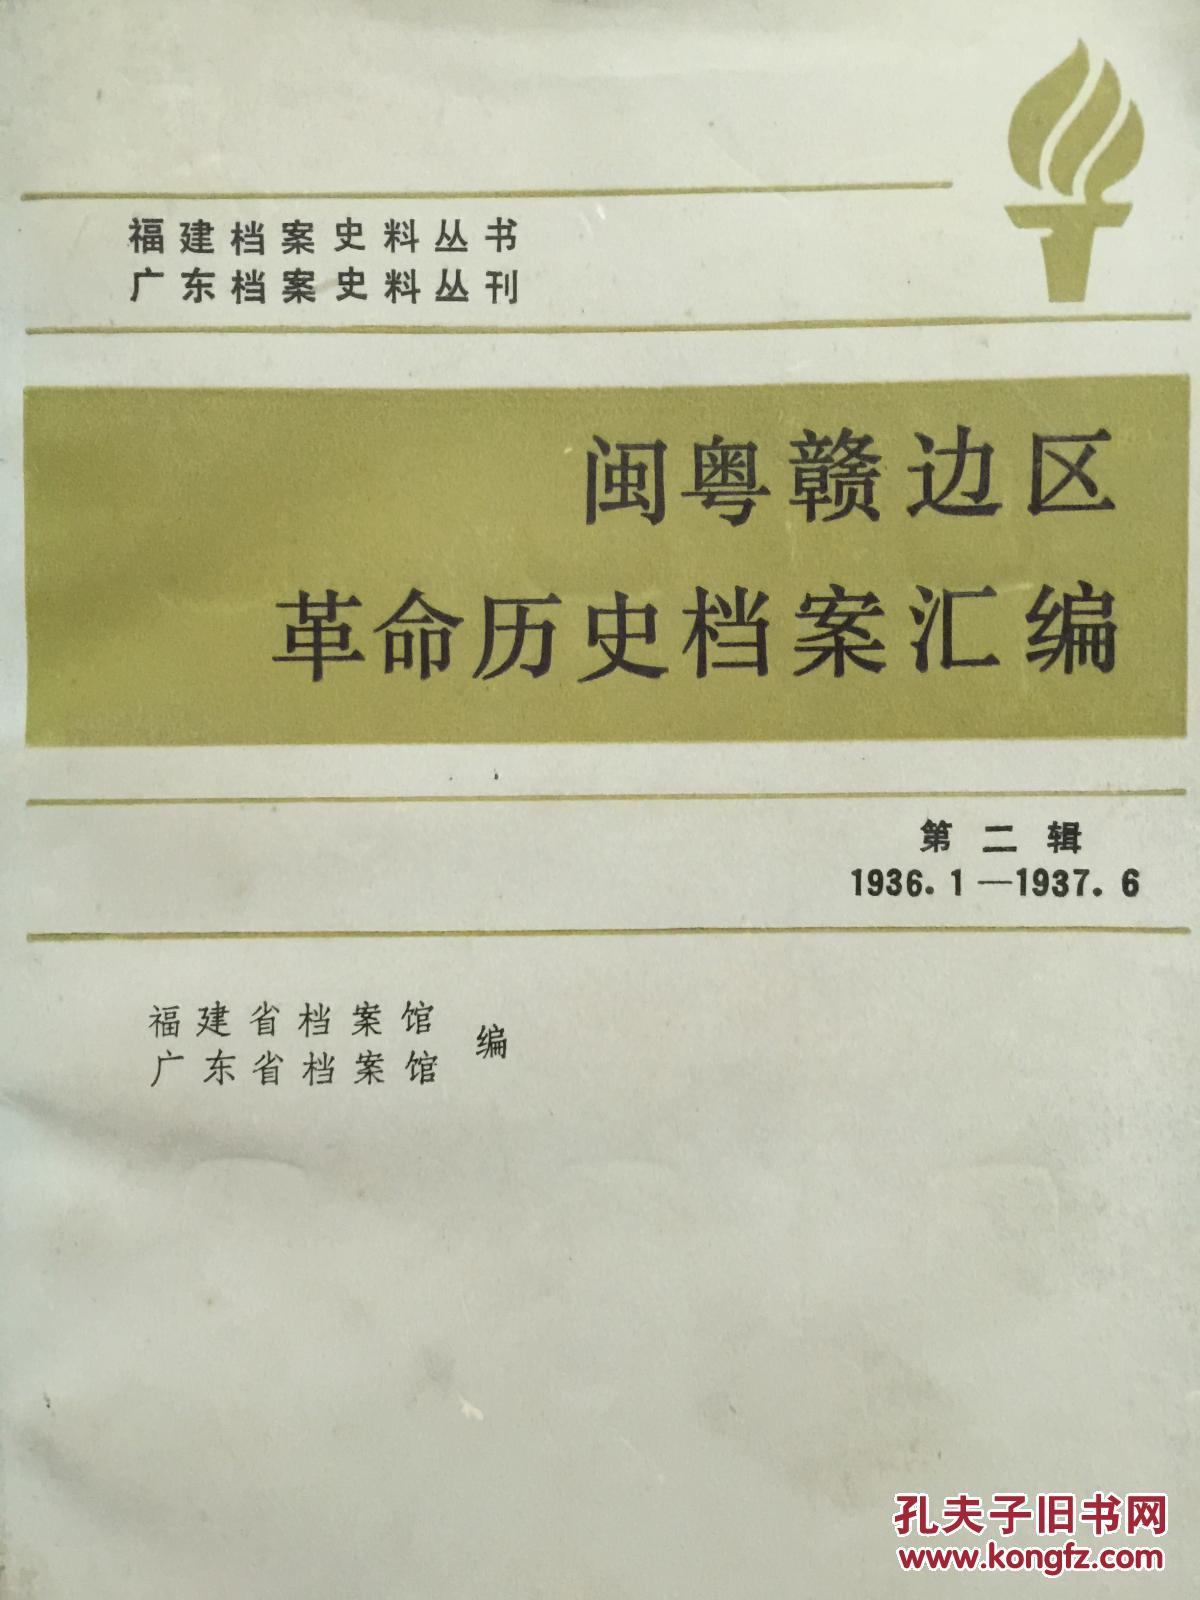 福建档案史料丛书
广东档案史料丛刊
闽粤赣边区
革命历史档案汇编
第二辑
1936.1—1937.6
福建省档案馆
广东省档案馆
编
孔夫子旧书网
www.kongfz.com